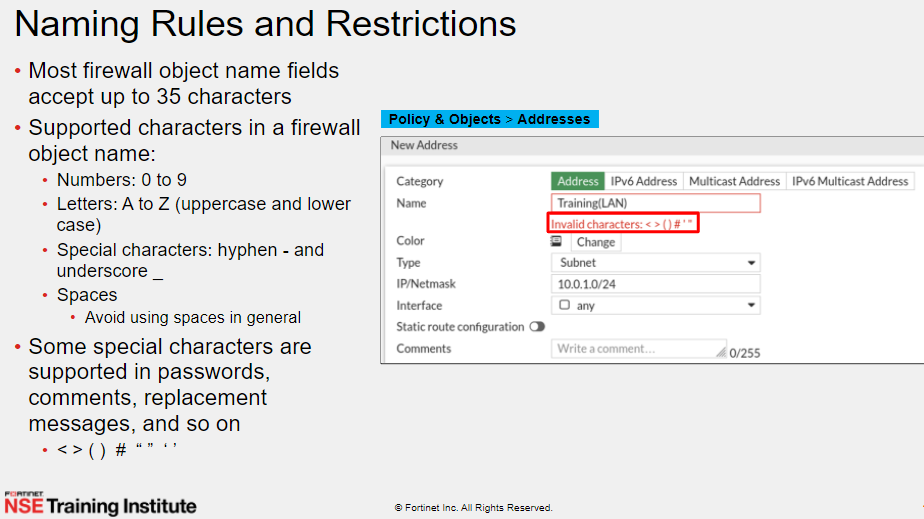 Naming Rules and Restrictions
• Most firewall object name fields
accept up to 35 characters
• Supported characters in a firewall
object name:
• Numbers: 0 to 9
• Letters: A to Z (uppercase and lower
case)
• Special characters: hyphen - and
underscore _
• Spaces
• Avoid using spaces in general
• Some special characters are
supported in passwords,
comments, replacement
messages, and so on
• < > ( ) # “ ” ‘ ’
Policy & Objects > Addresses
New Address
Category Address IPv6 Address Multicast Address IPv6 Multicast Address
Name Training(LAN)
Invalid characters: < > ( ) # ' "
Color Change
Type Subnet
IP/Netmask 10.0.1.0/24
Interface any
Static route configuration
Comments Write a comment... 0/255
FORTINET
NSE Training Institute
© Fortinet Inc. All Rights Reserved.